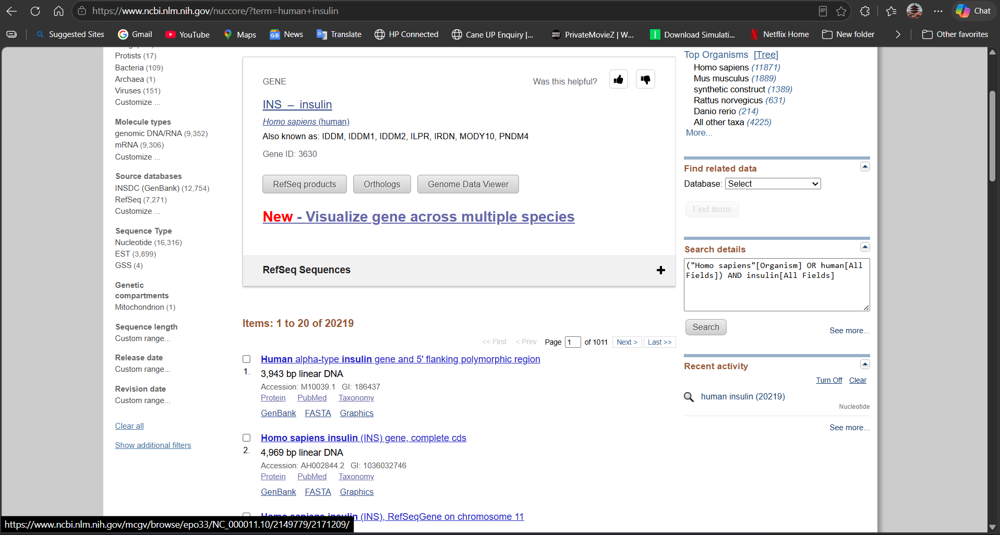 https://www.ncbi.nlm.nih.gov/nuccore/?term=human+insulin
Chat
Suggested Sites
Gmail
YouTube
Maps
News
Translate
HP Connected
Cane UP Enquiry |...
PrivateMovieZ | W...
Download Simulati...
Netflix Home
New folder
Other favorites
Protists (17)
Bacteria (109)
Archaea (1)
Viruses (151)
Customize ...
Molecule types
genomic DNA/RNA (9,352)
mRNA (9,306)
Customize ...
Source databases
INSDC (GenBank) (12,754)
RefSeq (7,271)
Customize ...
Sequence Type
Nucleotide (16,316)
EST (3,899)
GSS (4)
Genetic
compartments
Mitochondrion (1)
Sequence length
Custom range...
Release date
Custom range...
Revision date
Custom range...
Clear all
Show additional filters
GENE
Was this helpful?
INS – insulin
Homo sapiens (human)
Also known as: IDDM, IDDM1, IDDM2, ILPR, IRDN, MODY10, PNDM4
Gene ID: 3630
RefSeq products
Orthologs
Genome Data Viewer
New - Visualize gene across multiple species
RefSeq Sequences
Items: 1 to 20 of 20219
<< First < Prev Page 1 of 1011 Next > Last >>
Human alpha-type insulin gene and 5' flanking polymorphic region
1. 3,943 bp linear DNA
Accession: M10039.1 GI: 186437
Protein PubMed Taxonomy
GenBank FASTA Graphics
Homo sapiens insulin (INS) gene, complete cds
2. 4,969 bp linear DNA
Accession: AH002844.2 GI: 1036032746
Protein PubMed Taxonomy
GenBank FASTA Graphics
Homo sapiens insulin (INS), RefSeqGene on chromosome 11
Top Organisms [Tree]
Homo sapiens (11871)
Mus musculus (1889)
synthetic construct (1389)
Rattus norvegicus (631)
Danio rerio (214)
All other taxa (4225)
More...
Find related data
Database: Select
Find items
Search details
("Homo sapiens"[Organism] OR human[All
Fields]) AND insulin[All Fields]
Search
See more...
Recent activity
Turn Off Clear
human insulin (20219)
Nucleotide
See more...
https://www.ncbi.nlm.nih.gov/mcgv/browse/epo33/NC_000011.10/2149779/2171209/